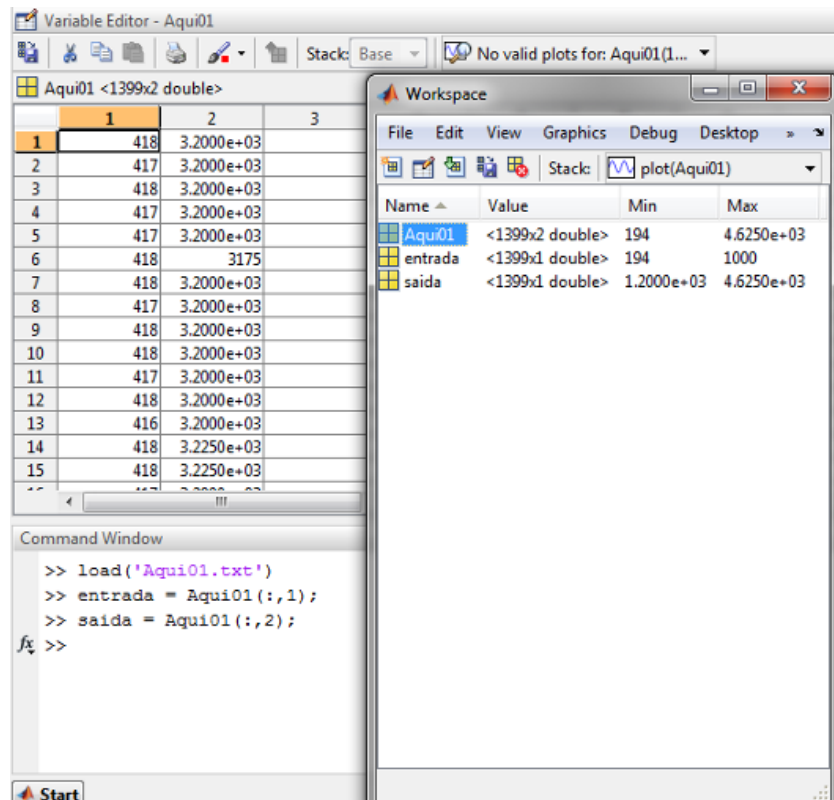 Variable Editor - Aqui01
Stack: Base No valid plots for: Aqui01(1...
Aqui01 <1399x2 double>
1 2 3
1 418 3.2000e+03
2 417 3.2000e+03
3 418 3.2000e+03
4 417 3.2000e+03
5 417 3.2000e+03
6 418 3175
7 418 3.2000e+03
8 417 3.2000e+03
9 418 3.2000e+03
10 418 3.2000e+03
11 417 3.2000e+03
12 418 3.2000e+03
13 416 3.2000e+03
14 418 3.2250e+03
15 418 3.2250e+03
Command Window
>> load('Aqui01.txt')
>> entrada = Aqui01(:,1);
>> saida = Aqui01(:,2);
fx >>
Start
Workspace
File Edit View Graphics Debug Desktop »
Stack: plot(Aqui01)
Name Value Min Max
Aqui01 <1399x2 double> 194 4.6250e+03
entrada <1399x1 double> 194 1000
saida <1399x1 double> 1.2000e+03 4.6250e+03